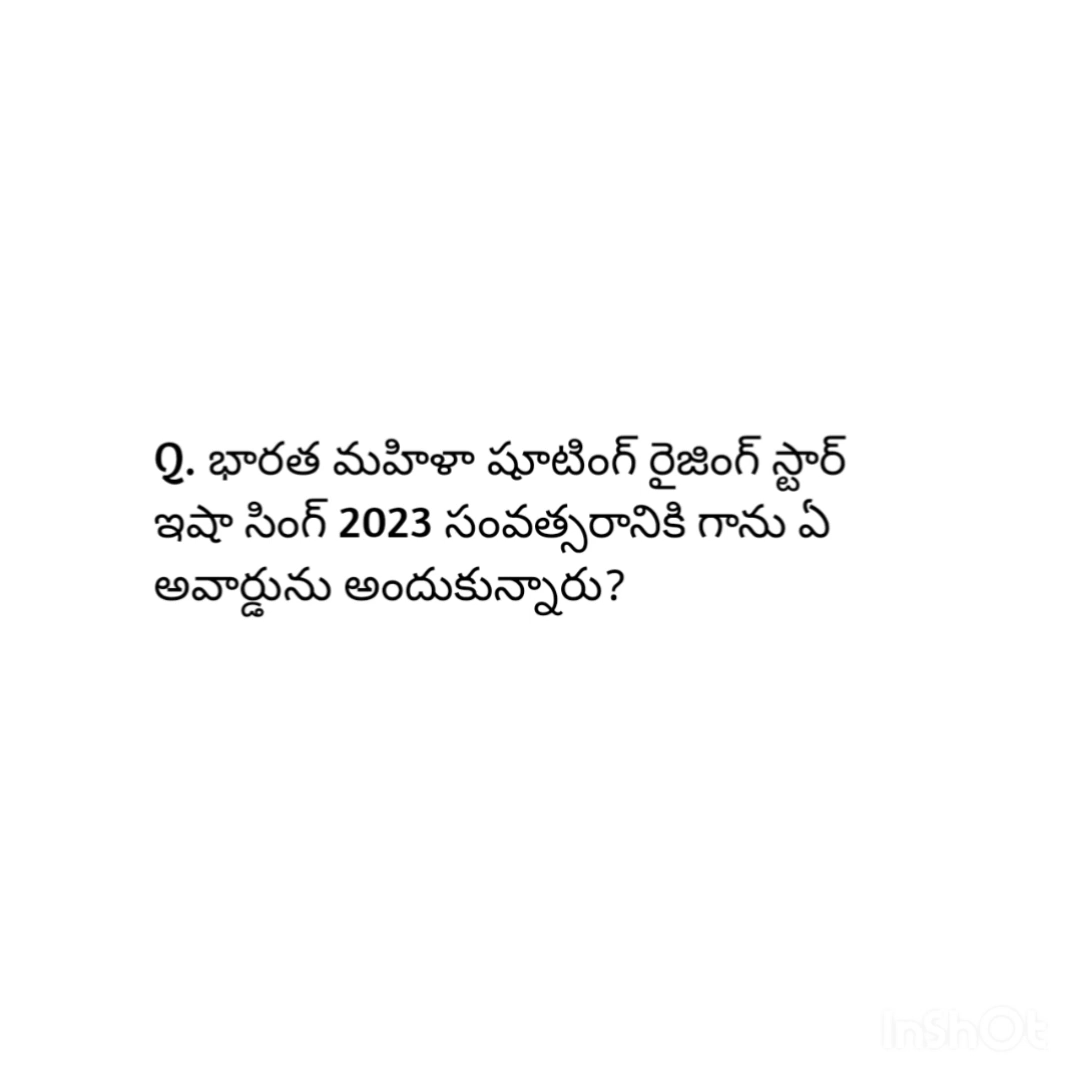 Q. భారత మహిళా షూటింగ్ రైజింగ్ స్టార్
ఇషా సింగ్ 2023 సంవత్సరానికి గాను ఏ
అవార్డును అందుకున్నారు?
InShOt